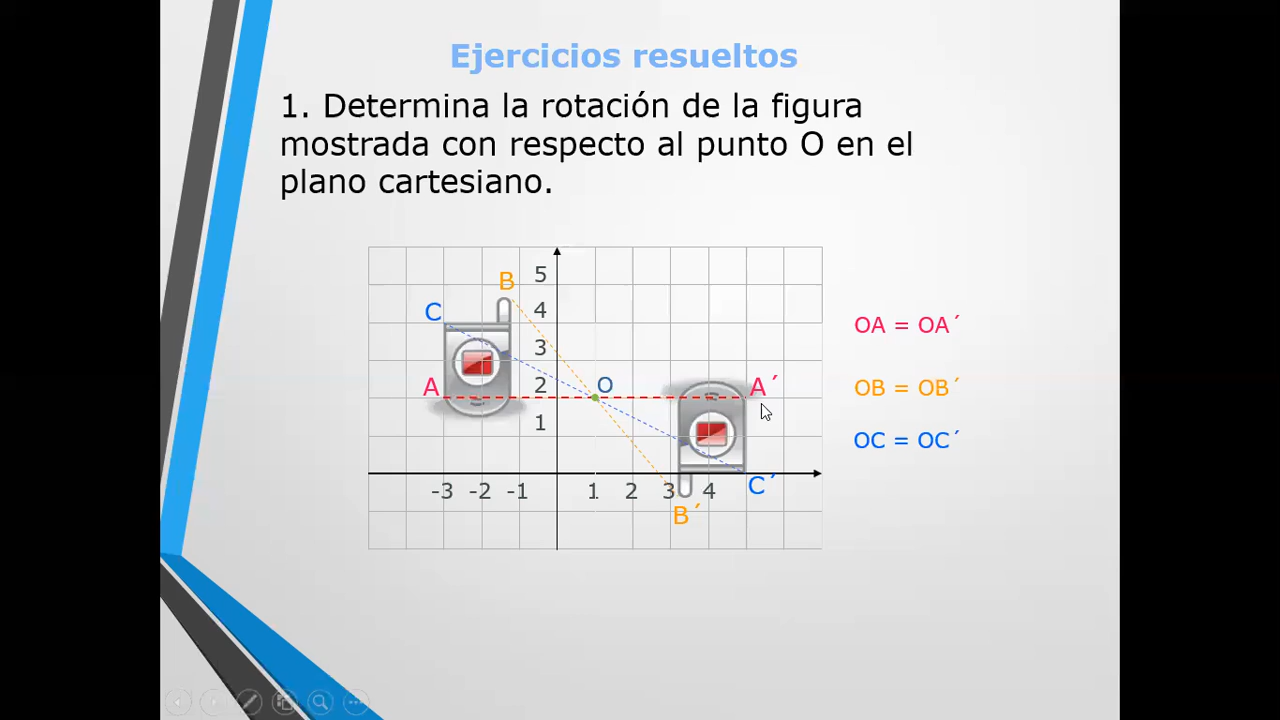 Ejercicios resueltos
1. Determina la rotación de la figura
mostrada con respecto al punto O en el
plano cartesiano.
B
5
C
4
3
A
2
O
A´
1
-3 -2 -1 1 2 3 4
C´
B´
OA = OA´
OB = OB´
OC = OC´